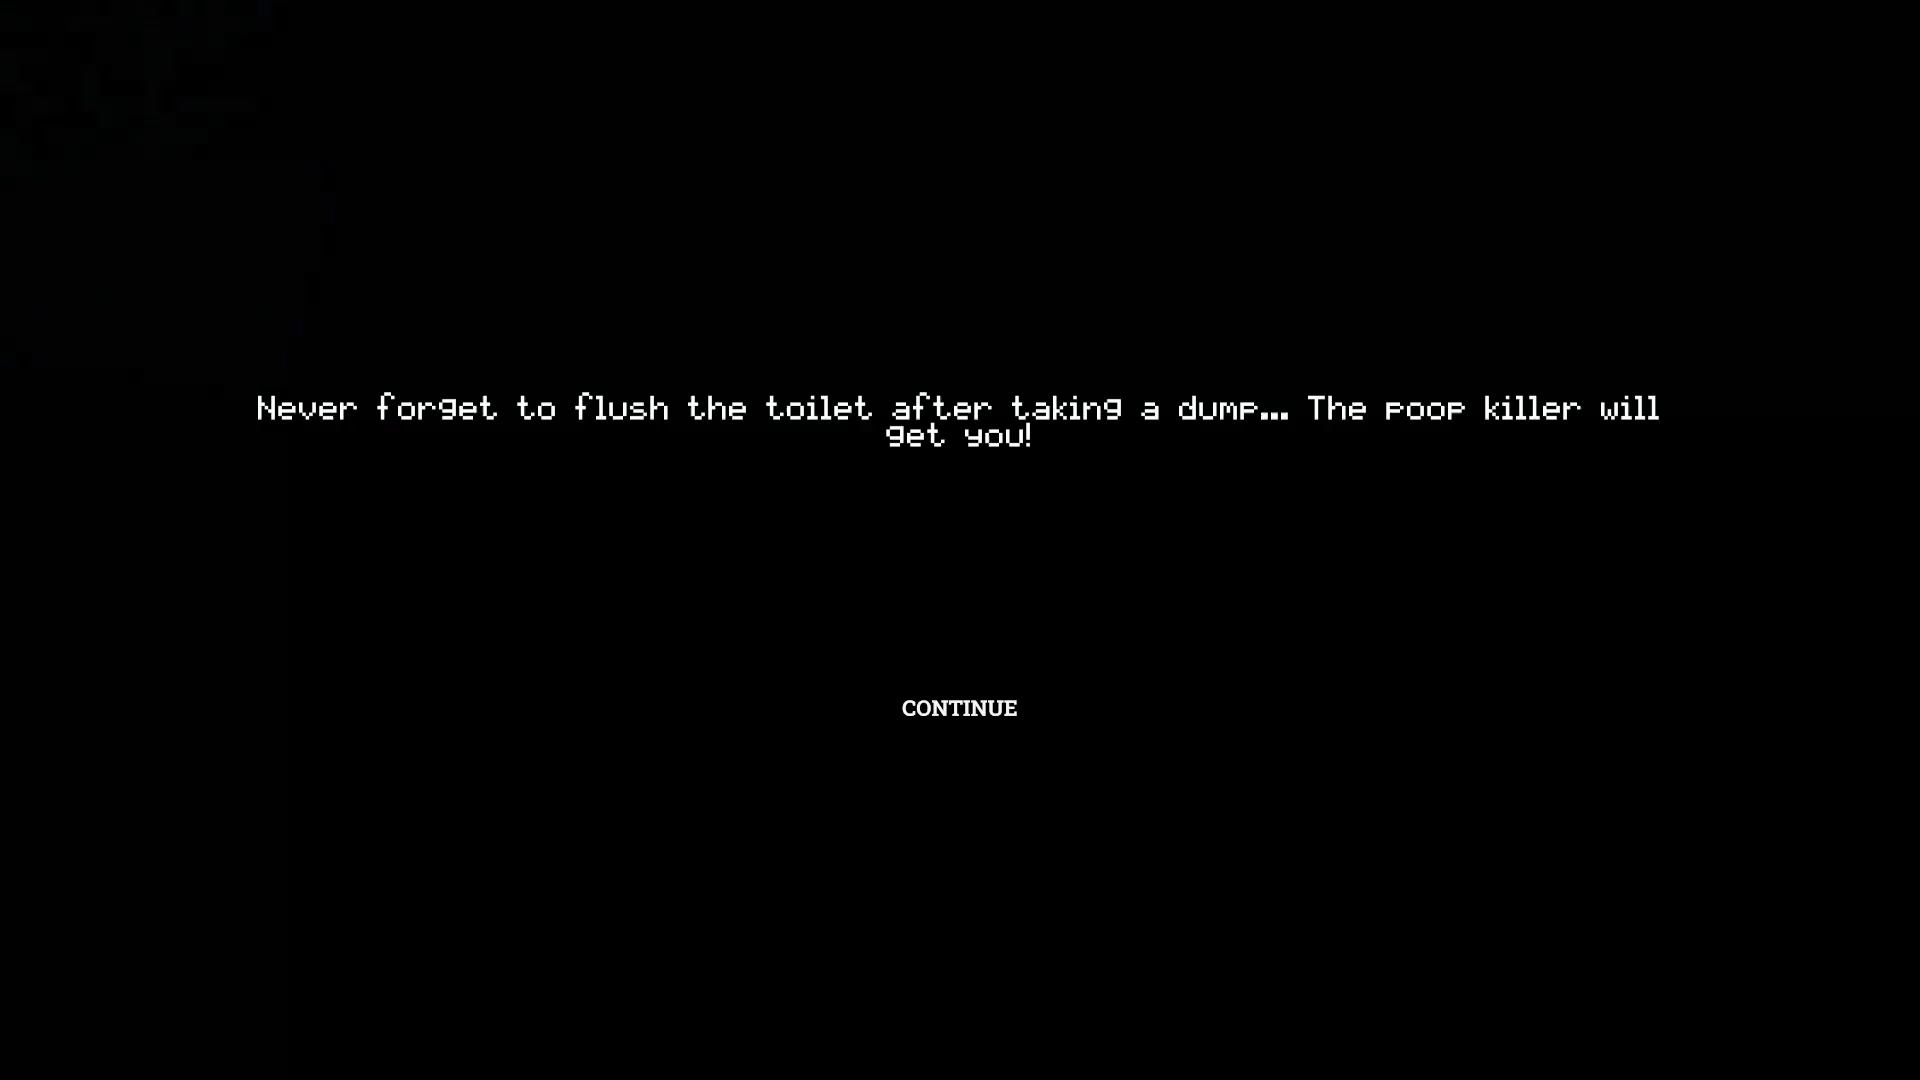 Never forget to flush the toilet after taking a dump... The poop killer will
get you!
CONTINUE